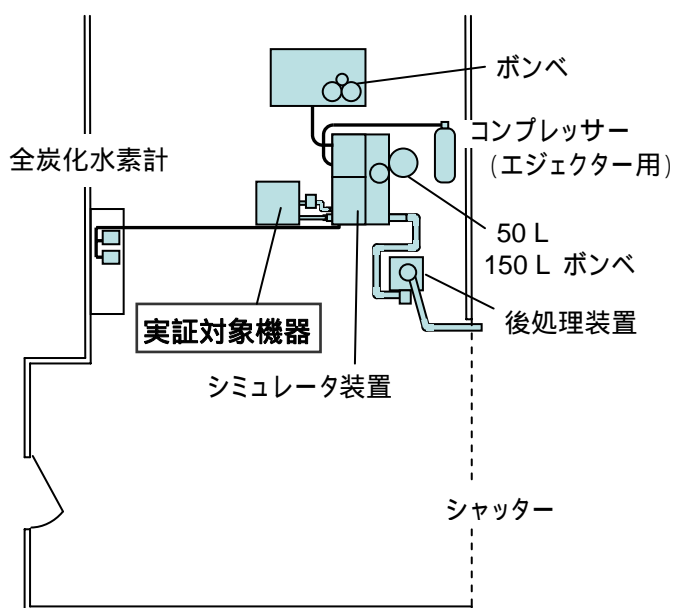 ボンベ
コンプレッサー
(エジェクター用)
全炭化水素計
50 L
150 L ボンベ
後処理装置
実証対象機器
シミュレータ装置
シャッター